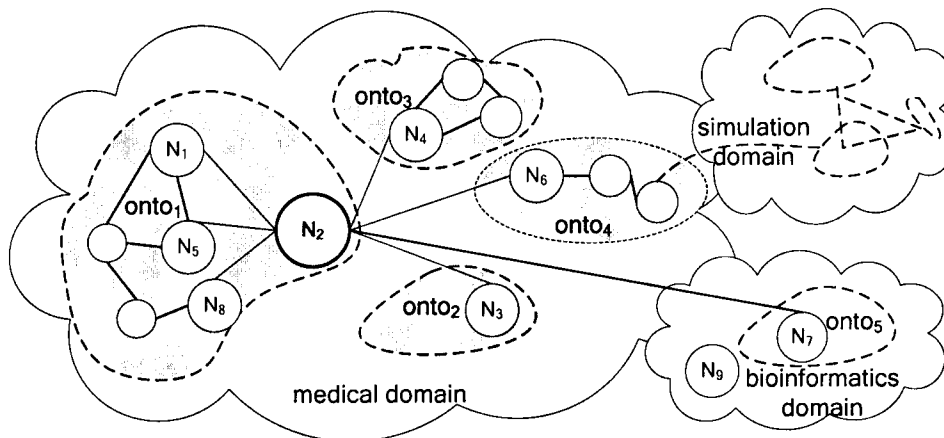 onto3
N4
N1
simulation
domain
N6
onto1
N2
onto4
N5
N8
onto2
N3
onto5
N7
N9
bioinformatics
domain
medical domain